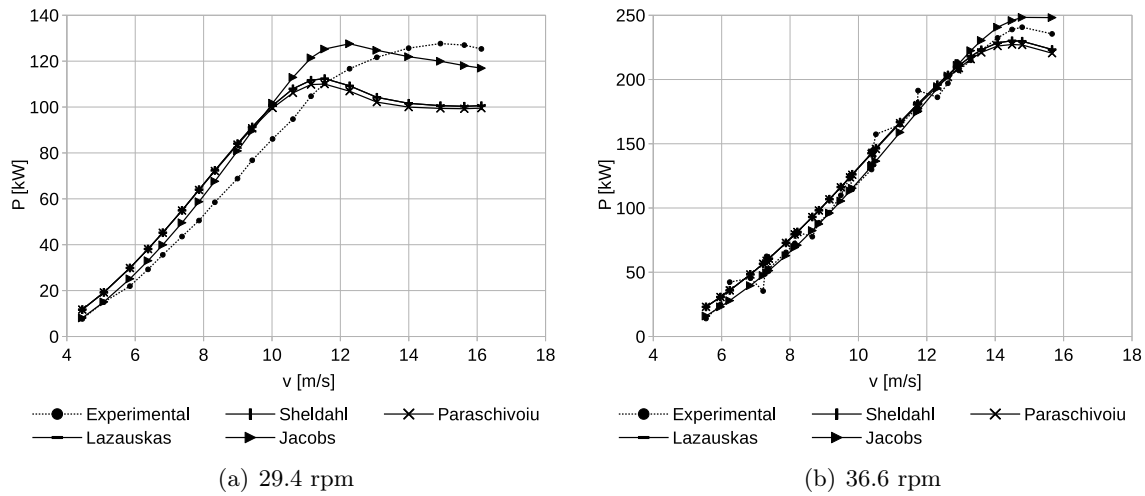 140
120
100
80
60
40
20
0
P [kW]
4 6 8 10 12 14 16 18
v [m/s]
Experimental Sheldahl Paraschivoiu
Lazauskas Jacobs
(a) 29.4 rpm
250
200
150
100
50
0
P [kW]
4 6 8 10 12 14 16 18
v [m/s]
Experimental Sheldahl Paraschivoiu
Lazauskas Jacobs
(b) 36.6 rpm